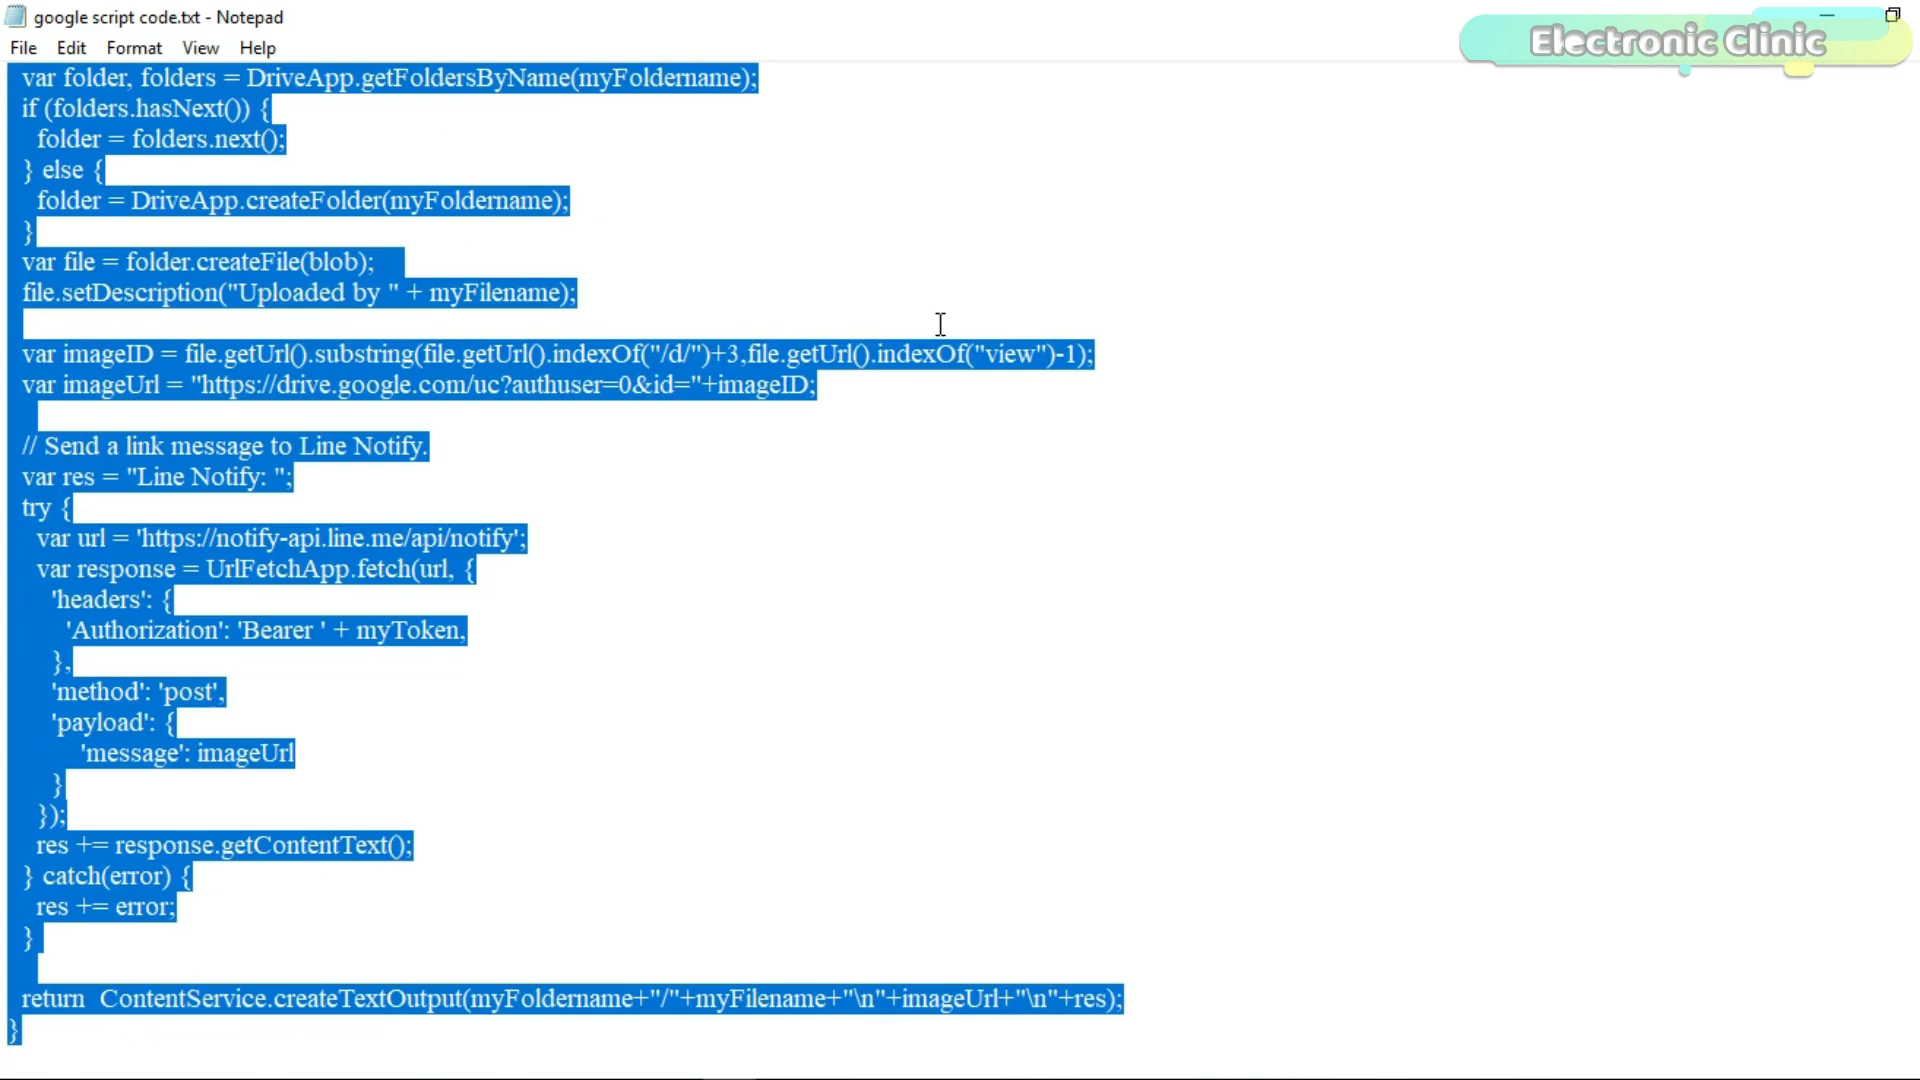 google script code.txt - Notepad
Electronic Clinic
File Edit Format View Help
var folder, folders = DriveApp.getFoldersByName(myFoldername);
if (folders.hasNext()) {
folder = folders.next();
} else {
folder = DriveApp.createFolder(myFoldername);
}
var file = folder.createFile(blob);
file.setDescription("Uploaded by " + myFilename);
var imageID = file.getUrl().substring(file.getUrl().indexOf("/d/")+3,file.getUrl().indexOf("view")-1);
var imageUrl = "https://drive.google.com/uc?authuser=0&id="+imageID;
// Send a link message to Line Notify.
var res = "Line Notify: ";
try {
var url = 'https://notify-api.line.me/api/notify';
var response = UrlFetchApp.fetch(url, {
'headers': {
'Authorization': 'Bearer ' + myToken,
},
'method': 'post',
'payload': {
'message': imageUrl
}
});
res += response.getContentText();
} catch(error) {
res += error;
}
return  ContentService.createTextOutput(myFoldername+"/"+myFilename+"\n"+imageUrl+"\n"+res);
}